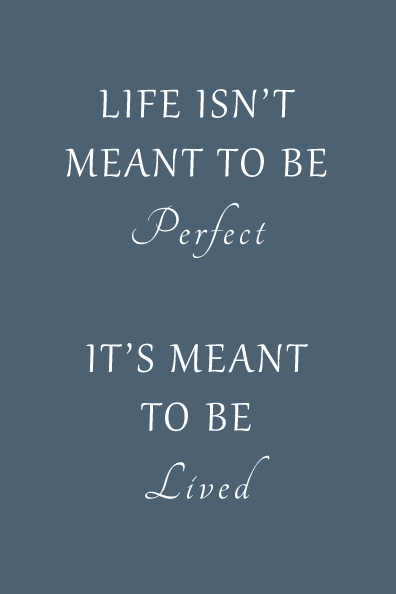 LIFE ISN’T
MEANT TO BE
Perfect
IT’S MEANT
TO BE
Lived